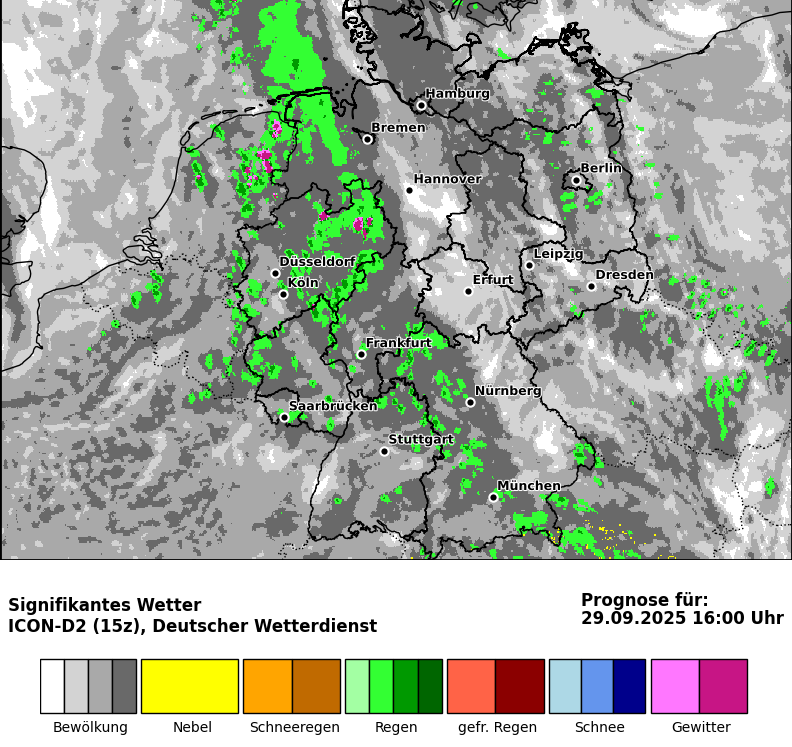 Hamburg
Bremen
Berlin
Hannover
Leipzig
Düsseldorf
Dresden
Erfurt
Köln
Frankfurt
Nürnberg
Saarbrücken
Stuttgart
München
Signifikantes Wetter
ICON-D2 (15z), Deutscher Wetterdienst
Prognose für:
29.09.2025 16:00 Uhr
Bewölkung Nebel Schneeregen Regen gefr. Regen Schnee Gewitter